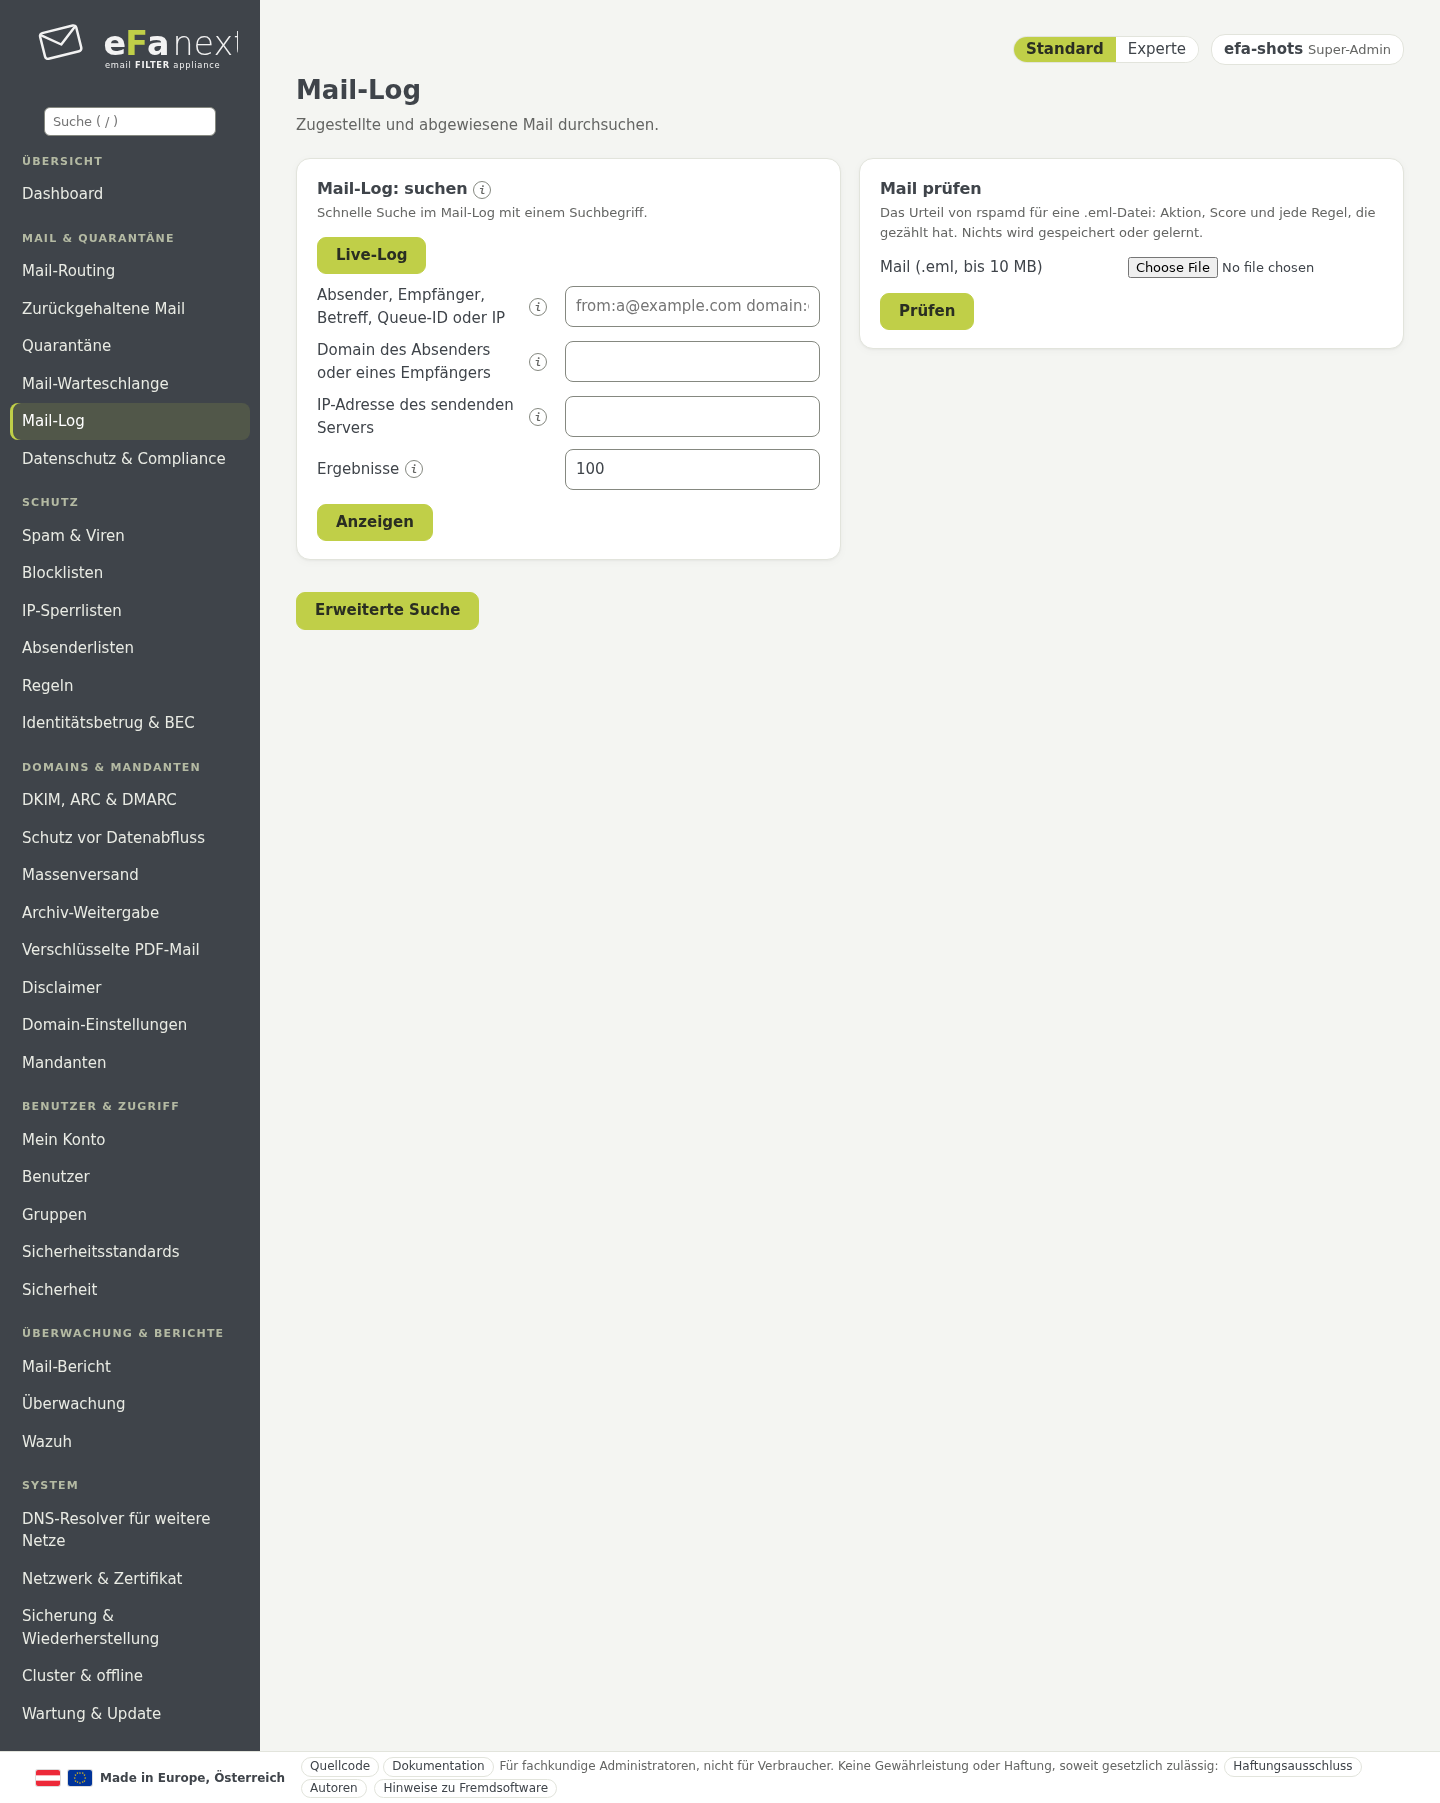 eFa next
email FILTER appliance
Suche ( / )
ÜBERSICHT
Dashboard
MAIL & QUARANTÄNE
Mail-Routing
Zurückgehaltene Mail
Quarantäne
Mail-Warteschlange
Mail-Log
Datenschutz & Compliance
SCHUTZ
Spam & Viren
Blocklisten
IP-Sperrlisten
Absenderlisten
Regeln
Identitätsbetrug & BEC
DOMAINS & MANDANTEN
DKIM, ARC & DMARC
Schutz vor Datenabfluss
Massenversand
Archiv-Weitergabe
Verschlüsselte PDF-Mail
Disclaimer
Domain-Einstellungen
Mandanten
BENUTZER & ZUGRIFF
Mein Konto
Benutzer
Gruppen
Sicherheitsstandards
Sicherheit
ÜBERWACHUNG & BERICHTE
Mail-Bericht
Überwachung
Wazuh
SYSTEM
DNS-Resolver für weitere
Netze
Netzwerk & Zertifikat
Sicherung &
Wiederherstellung
Cluster & offline
Wartung & Update
Standard Experte efa-shots Super-Admin
Mail-Log
Zugestellte und abgewiesene Mail durchsuchen.
Mail-Log: suchen i
Schnelle Suche im Mail-Log mit einem Suchbegriff.
Live-Log
Absender, Empfänger,
Betreff, Queue-ID oder IP i
from:a@example.com domain:
Domain des Absenders
oder eines Empfängers i
IP-Adresse des sendenden
Servers i
Ergebnisse i 100
Anzeigen
Mail prüfen
Das Urteil von rspamd für eine .eml-Datei: Aktion, Score und jede Regel, die
gezählt hat. Nichts wird gespeichert oder gelernt.
Mail (.eml, bis 10 MB) Choose File No file chosen
Prüfen
Erweiterte Suche
Made in Europe, Österreich
Quellcode Dokumentation Für fachkundige Administratoren, nicht für Verbraucher. Keine Gewährleistung oder Haftung, soweit gesetzlich zulässig: Haftungsausschluss
Autoren Hinweise zu Fremdsoftware